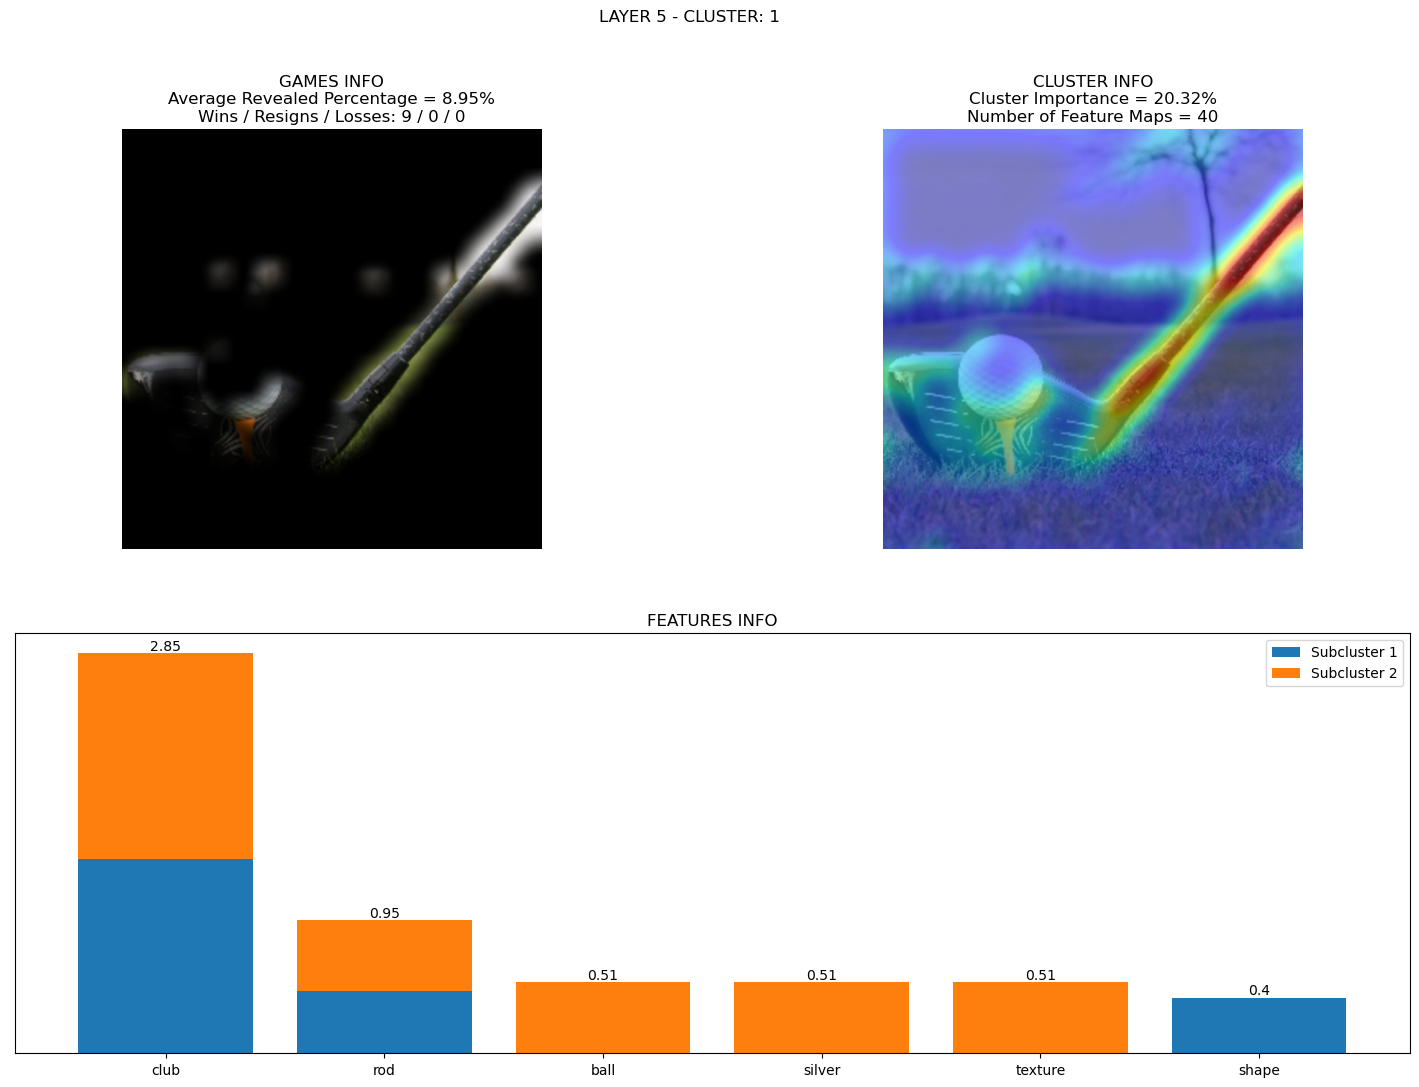 LAYER 5 - CLUSTER: 1
GAMES INFO
Average Revealed Percentage = 8.95%
Wins / Resigns / Losses: 9 / 0 / 0
CLUSTER INFO
Cluster Importance = 20.32%
Number of Feature Maps = 40
FEATURES INFO
Subcluster 1
Subcluster 2
2.85
0.95
0.51
0.51
0.51
0.4
club
rod
ball
silver
texture
shape